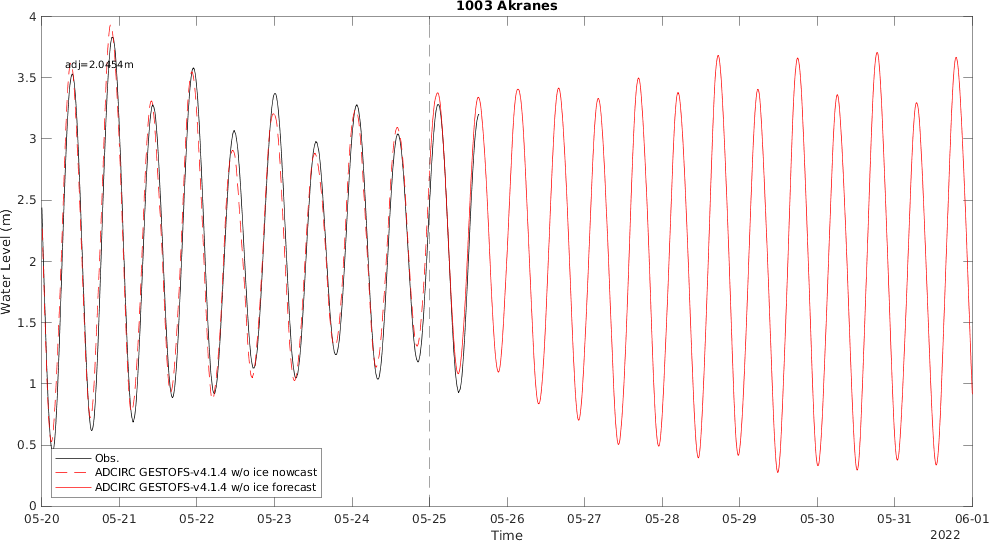 1003 Akranes
4
3.5
3
2.5
2
1.5
1
0.5
0
Water Level (m)
adj=2.0454m
Obs.
ADCIRC GESTOFS-v4.1.4 w/o ice nowcast
ADCIRC GESTOFS-v4.1.4 w/o ice forecast
05-20 05-21 05-22 05-23 05-24 05-25 05-26 05-27 05-28 05-29 05-30 05-31 06-01
Time
2022